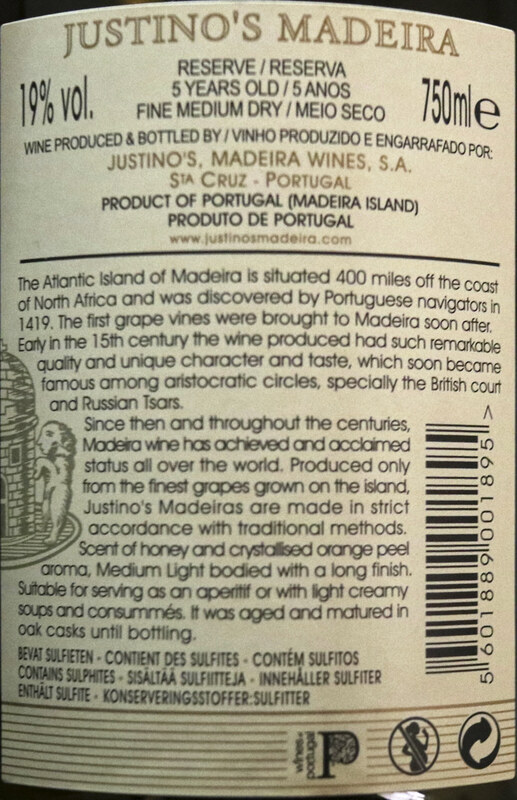 JUSTINO'S MADEIRA
RESERVE / RESERVA
5 YEARS OLD / 5 ANOS
FINE MEDIUM DRY / MEIO SECO
19% vol.
750ml e
WINE PRODUCED & BOTTLED BY / VINHO PRODUZIDO E ENGARRAFADO POR:
JUSTINO'S, MADEIRA WINES, S.A.
STA CRUZ - PORTUGAL
PRODUCT OF PORTUGAL (MADEIRA ISLAND)
PRODUTO DE PORTUGAL
www.justinosmadeira.com
The Atlantic Island of Madeira is situated 400 miles off the coast
of North Africa and was discovered by Portuguese navigators in
1419. The first grape vines were brought to Madeira soon after.
Early in the 15th century the wine produced had such remarkable
quality and unique character and taste, which soon became
famous among aristocratic circles, specially the British court
and Russian Tsars.
Since then and throughout the centuries,
Madeira wine has achieved and acclaimed
status all over the world. Produced only
from the finest grapes grown on the island,
Justino's Madeiras are made in strict
accordance with traditional methods.
Scent of honey and crystallised orange peel
aroma, Medium Light bodied with a long finish.
Suitable for serving as an aperitif or with light creamy
soups and consummés. It was aged and matured in
oak casks until bottling.
BEVAT SULFIETEN - CONTIENT DES SULFITES - CONTÉM SULFITOS
CONTAINS SULPHITES - SISÄLTÄÄ SULFIITTEJA - INNEHÅLLER SULFITER
ENTHÄLT SULFITE - KONSERVERINGSSTOFFER:SULFITTER
5 601889 001895 >
wines of
portugal